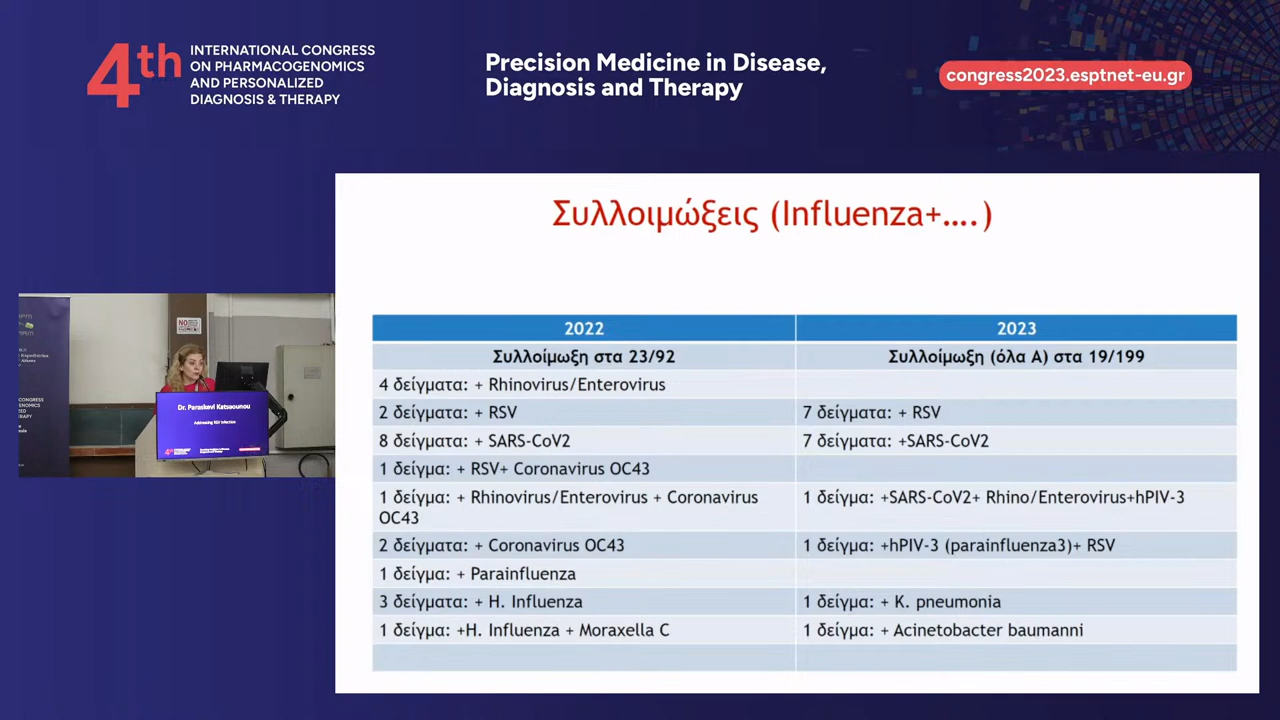 4th
INTERNATIONAL CONGRESS
ON PHARMACOGENOMICS
AND PERSONALIZED
DIAGNOSIS & THERAPY
Precision Medicine in Disease,
Diagnosis and Therapy
congress2023.esptnet-eu.gr
Συλλοιμώξεις (Influenza+....)
2022 2023
Συλλοίμωξη στα 23/92 Συλλοίμωξη (όλα Α) στα 19/199
4 δείγματα: + Rhinovirus/Enterovirus
2 δείγματα: + RSV 7 δείγματα: + RSV
8 δείγματα: + SARS-CoV2 7 δείγματα: +SARS-CoV2
1 δείγμα: + RSV+ Coronavirus OC43
1 δείγμα: + Rhinovirus/Enterovirus + Coronavirus
OC43
1 δείγμα: +SARS-CoV2+ Rhino/Enterovirus+hPIV-3
2 δείγματα: + Coronavirus OC43 1 δείγμα: +hPIV-3 (parainfluenza3)+ RSV
1 δείγμα: + Parainfluenza
3 δείγματα: + H. Influenza 1 δείγμα: + K. pneumonia
1 δείγμα: +H. Influenza + Moraxella C 1 δείγμα: + Acinetobacter baumanni
NO
Dr. Paraskevi Katsaounou
Addressing RSV Infection
CONGRESS